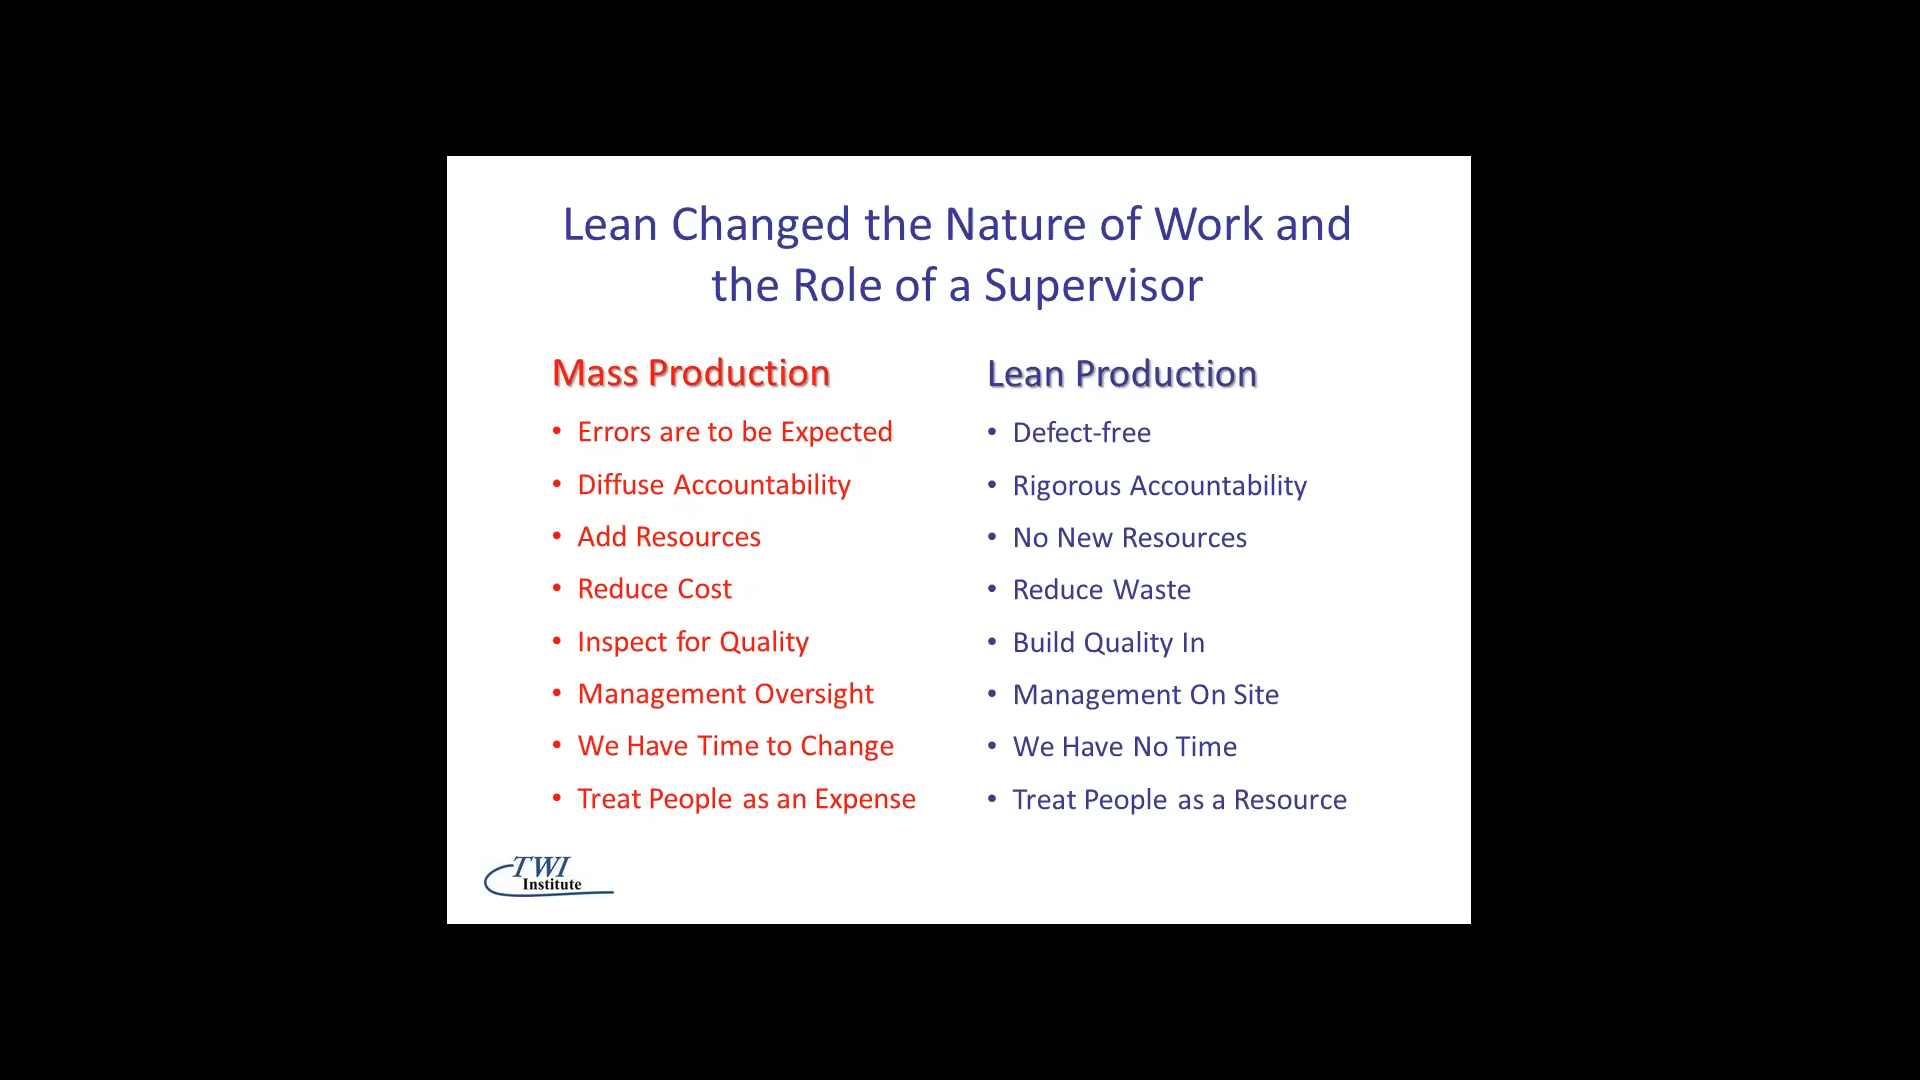 Lean Changed the Nature of Work and
the Role of a Supervisor
Mass Production
• Errors are to be Expected
• Diffuse Accountability
• Add Resources
• Reduce Cost
• Inspect for Quality
• Management Oversight
• We Have Time to Change
• Treat People as an Expense
Lean Production
• Defect-free
• Rigorous Accountability
• No New Resources
• Reduce Waste
• Build Quality In
• Management On Site
• We Have No Time
• Treat People as a Resource
TWI
Institute